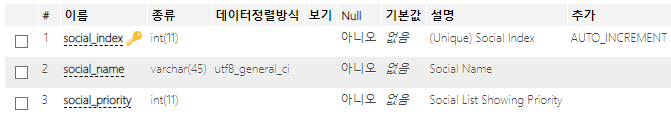 # 이름 종류 데이터정렬방식 보기 Null 기본값 설명 추가
1 social_index int(11) 아니오 없음 (Unique) Social Index AUTO_INCREMENT
2 social_name varchar(45) utf8_general_ci 아니오 없음 Social Name
3 social_priority int(11) 아니오 없음 Social List Showing Priority